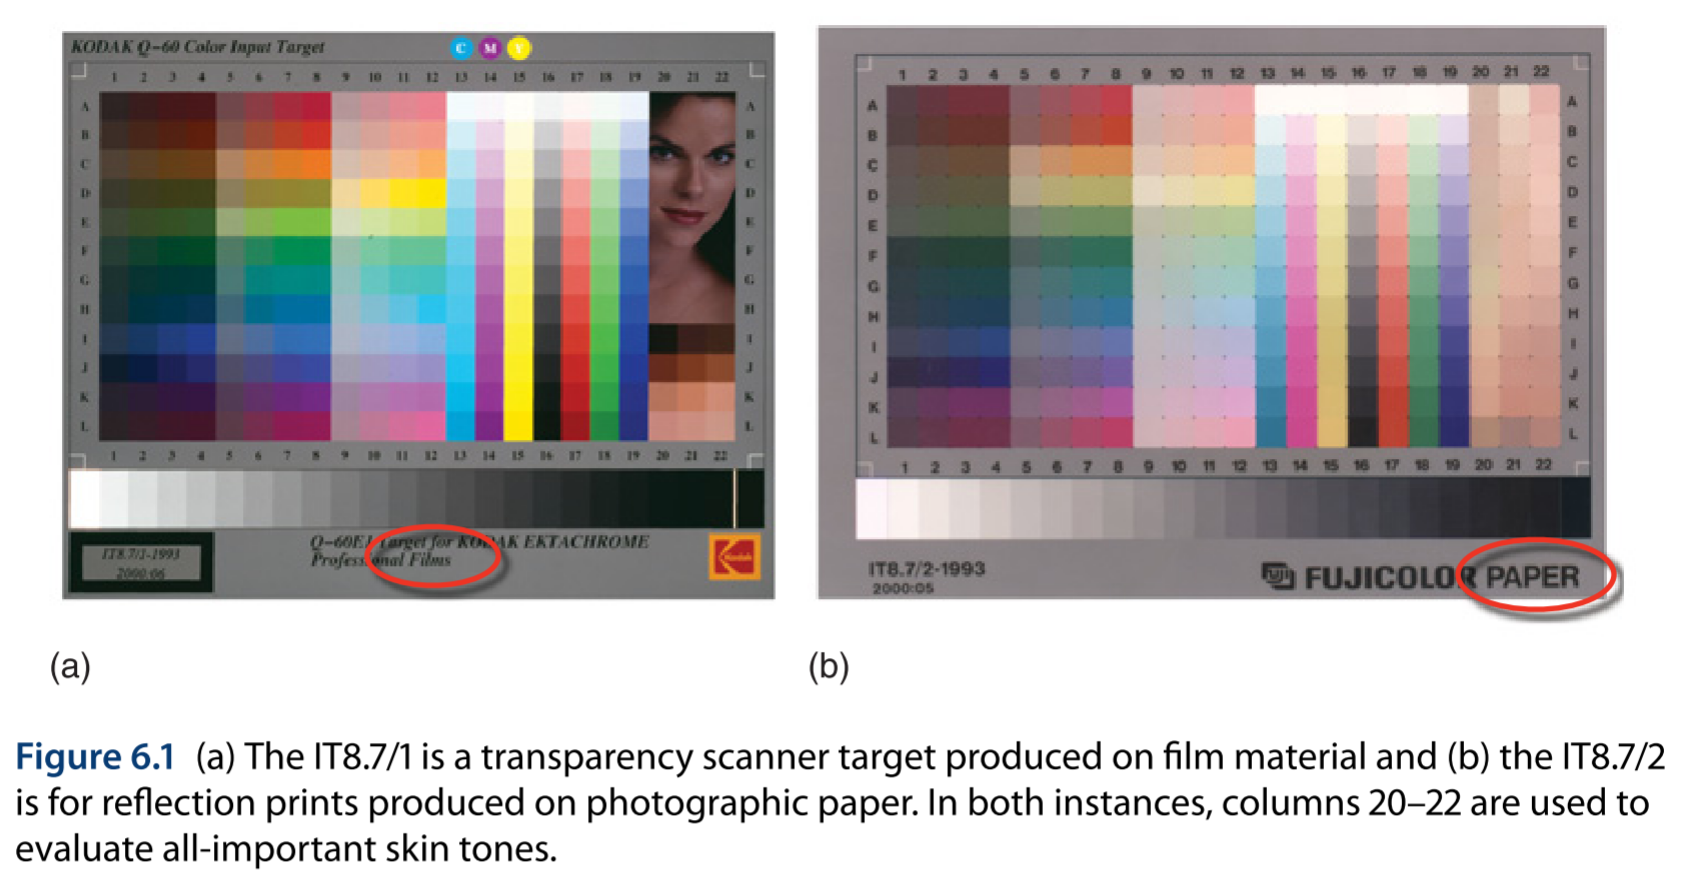 KODAK Q-60 Color Input Target
C M Y
1 2 3 4 5 6 7 8 9 10 11 12 13 14 15 16 17 18 19 20 21 22
A A
B B
C C
D D
E E
F F
G G
H H
I I
J J
K K
L L
1 2 3 4 5 6 7 8 9 10 11 12 13 14 15 16 17 18 19 20 21 22
IT8.7/1-1993
2000:06
Target for KODAK EKTACHROME
Professional Films
Kodak
1 2 3 4 5 6 7 8 9 10 11 12 13 14 15 16 17 18 19 20 21 22
A A
B B
C C
D D
E E
F F
G G
H H
I I
J J
K K
L L
1 2 3 4 5 6 7 8 9 10 11 12 13 14 15 16 17 18 19 20 21 22
IT8.7/2-1993
2000:05
FUJI FUJICOLOR PAPER
(a)
(b)
Figure 6.1 (a) The IT8.7/1 is a transparency scanner target produced on film material and (b) the IT8.7/2
is for reflection prints produced on photographic paper. In both instances, columns 20–22 are used to
evaluate all-important skin tones.